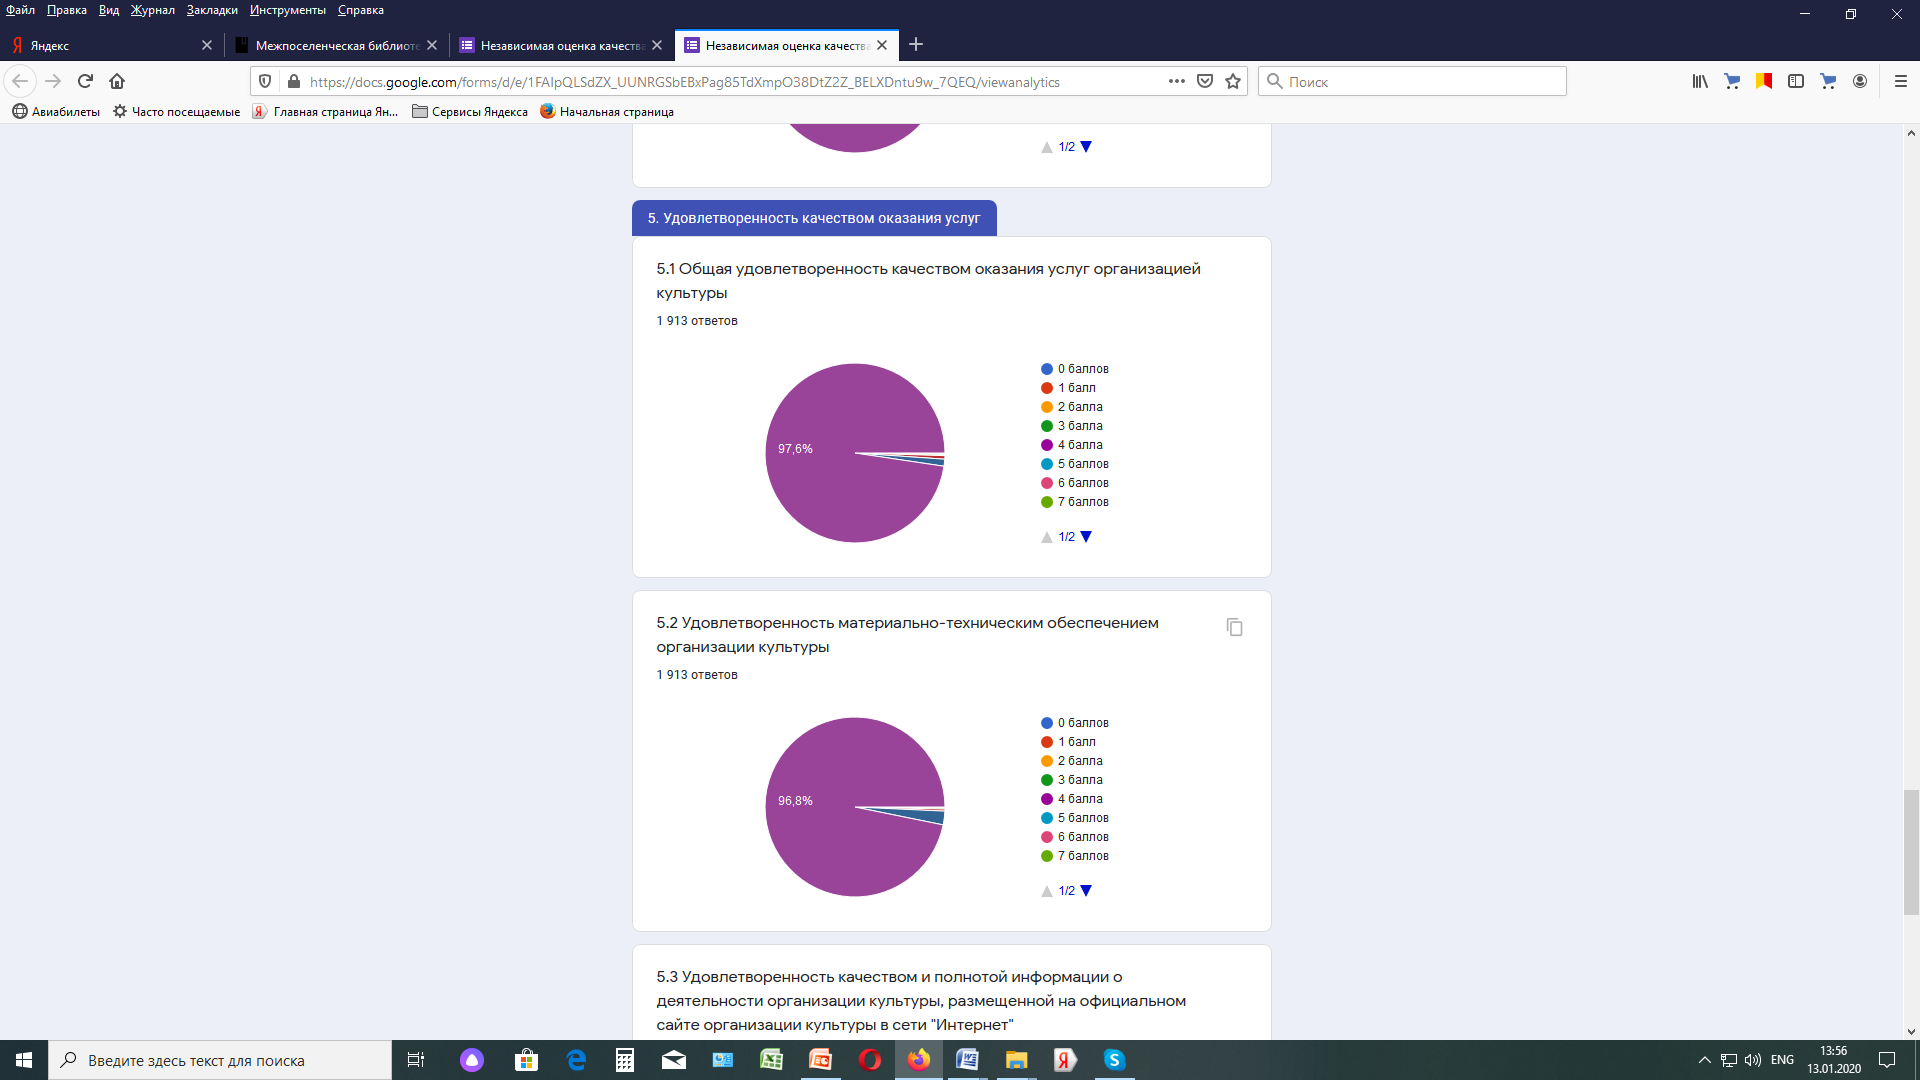 Файл Правка Вид Журнал Закладки Инструменты Справка
Яндекс
Межпоселенческая библиоте
Независимая оценка качества
Независимая оценка качества
https://docs.google.com/forms/d/e/1FAIpQLSdZX_UUNRGSbEBxPag85TdXmpO38DtZ2Z_BELXDntu9w_7QEQ/viewanalytics
Поиск
Авиабилеты Часто посещаемые Главная страница Ян... Сервисы Яндекса Начальная страница
1/2
5. Удовлетворенность качеством оказания услуг
5.1 Общая удовлетворенность качеством оказания услуг организацией
культуры
1 913 ответов
97,6%
0 баллов
1 балл
2 балла
3 балла
4 балла
5 баллов
6 баллов
7 баллов
1/2
5.2 Удовлетворенность материально-техническим обеспечением
организации культуры
1 913 ответов
96,8%
0 баллов
1 балл
2 балла
3 балла
4 балла
5 баллов
6 баллов
7 баллов
1/2
5.3 Удовлетворенность качеством и полнотой информации о
деятельности организации культуры, размещенной на официальном
сайте организации культуры в сети "Интернет"
Введите здесь текст для поиска
ENG
13:56
13.01.2020